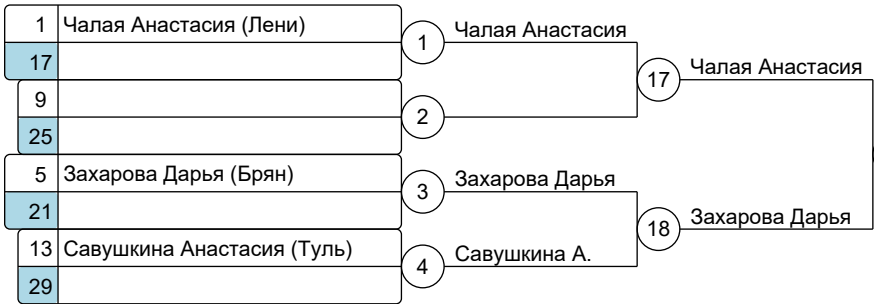 1 Чалая Анастасия (Лени)
17
9
25
5 Захарова Дарья (Брян)
21
13 Савушкина Анастасия (Туль)
29
1 Чалая Анастасия
2
3 Захарова Дарья
4 Савушкина А.
17 Чалая Анастасия
18 Захарова Дарья